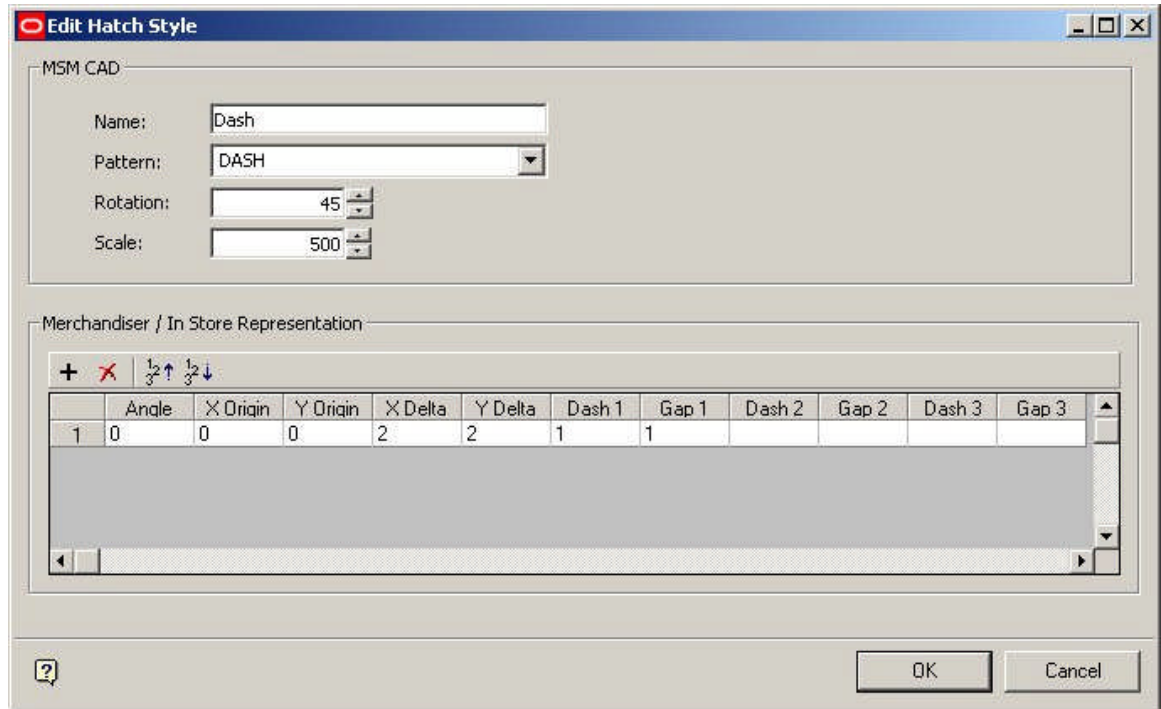 Edit Hatch Style
MSM CAD
Name: Dash
Pattern: DASH
Rotation: 45
Scale: 500
Merchandiser / In Store Representation
Angle X Origin Y Origin X Delta Y Delta Dash 1 Gap 1 Dash 2 Gap 2 Dash 3 Gap 3
1 0 0 0 2 2 1 1
OK Cancel